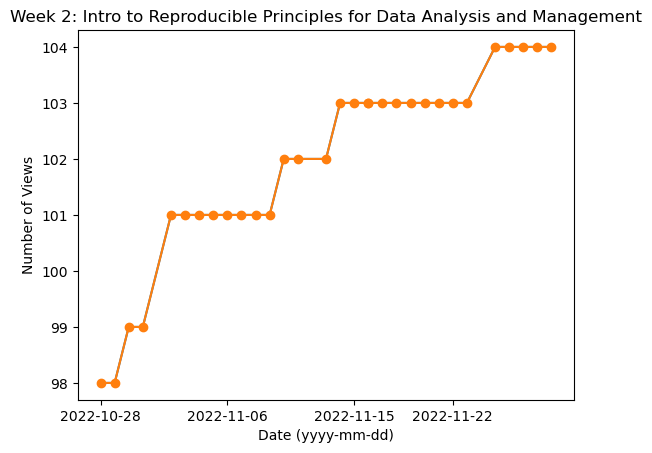 Week 2: Intro to Reproducible Principles for Data Analysis and Management
104
103
102
101
100
99
98
Number of Views
2022-10-28 2022-11-06 2022-11-15 2022-11-22
Date (yyyy-mm-dd)